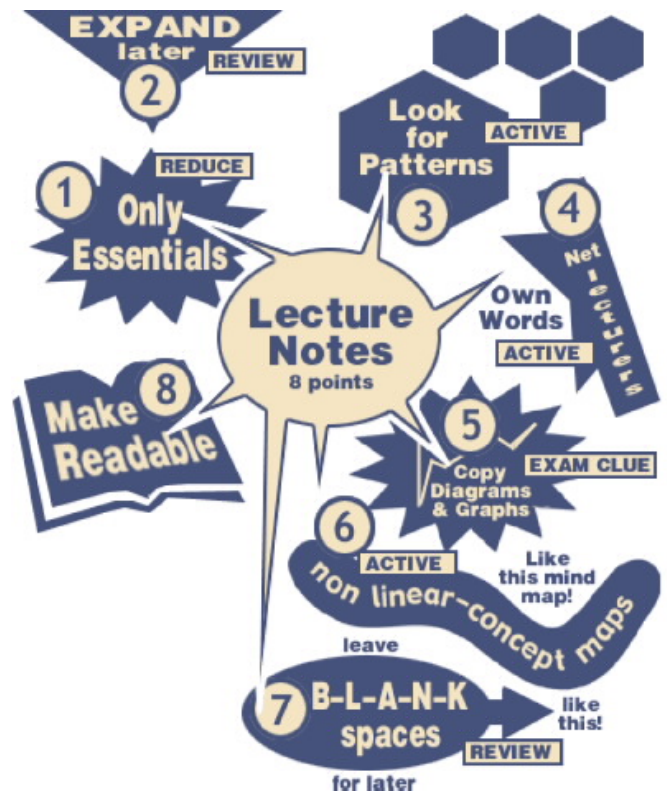 EXPAND
later
REVIEW
2
REDUCE
1
Only
Essentials
Look
for
Patterns
ACTIVE
3
4
Net
lecturers
Own
Words
ACTIVE
Lecture
Notes
8 points
8
Make
Readable
5
Copy
Diagrams
& Graphs
EXAM CLUE
6
ACTIVE
non linear-concept maps
Like
this mind
map!
leave
7
B-L-A-N-K
spaces
like
this!
REVIEW
for later